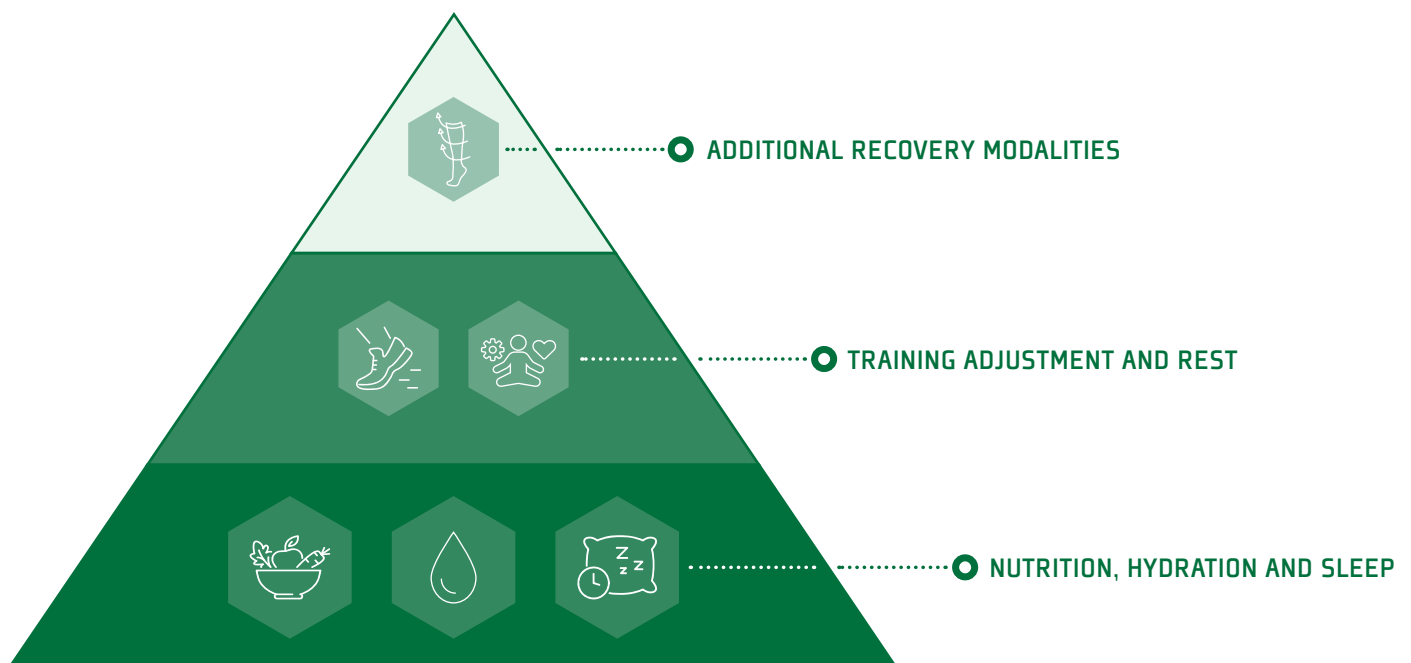 ADDITIONAL RECOVERY MODALITIES
TRAINING ADJUSTMENT AND REST
Z
Z
Z
NUTRITION, HYDRATION AND SLEEP